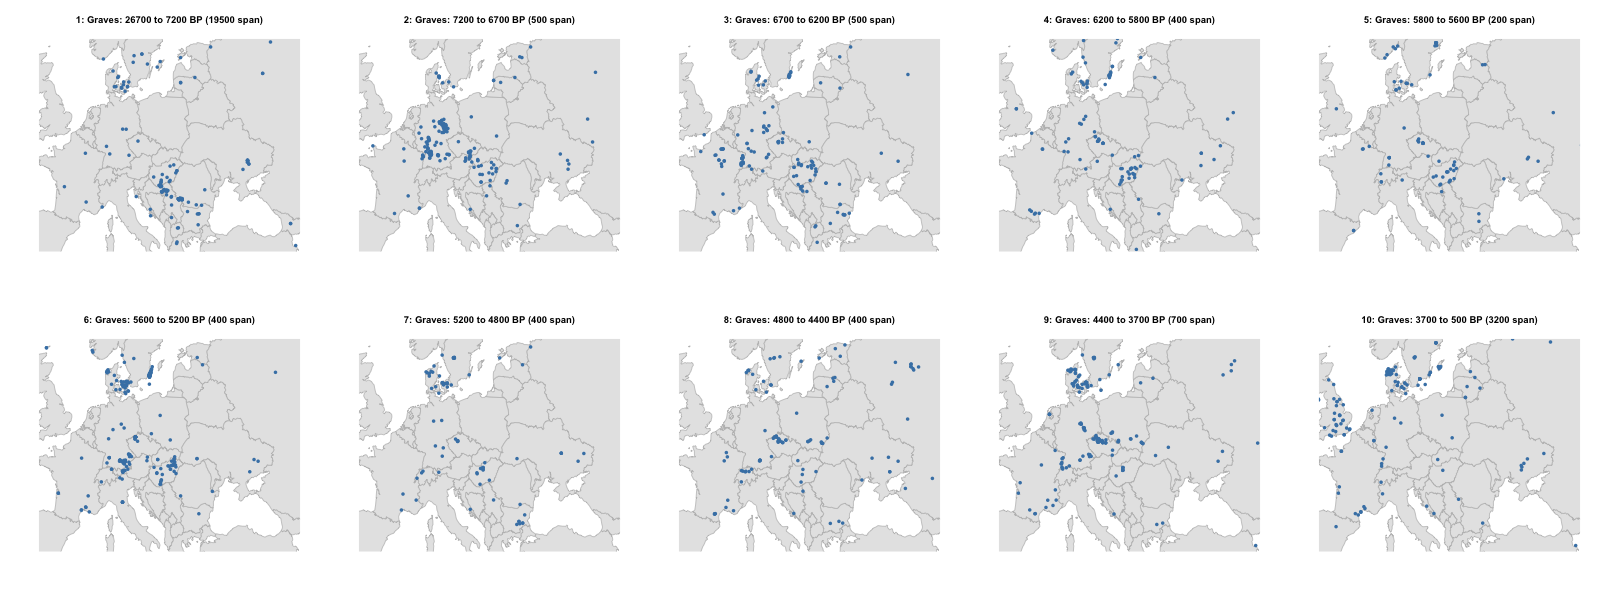 1: Graves: 26700 to 7200 BP (19500 span)
2: Graves: 7200 to 6700 BP (500 span)
3: Graves: 6700 to 6200 BP (500 span)
4: Graves: 6200 to 5800 BP (400 span)
5: Graves: 5800 to 5600 BP (200 span)
6: Graves: 5600 to 5200 BP (400 span)
7: Graves: 5200 to 4800 BP (400 span)
8: Graves: 4800 to 4400 BP (400 span)
9: Graves: 4400 to 3700 BP (700 span)
10: Graves: 3700 to 500 BP (3200 span)